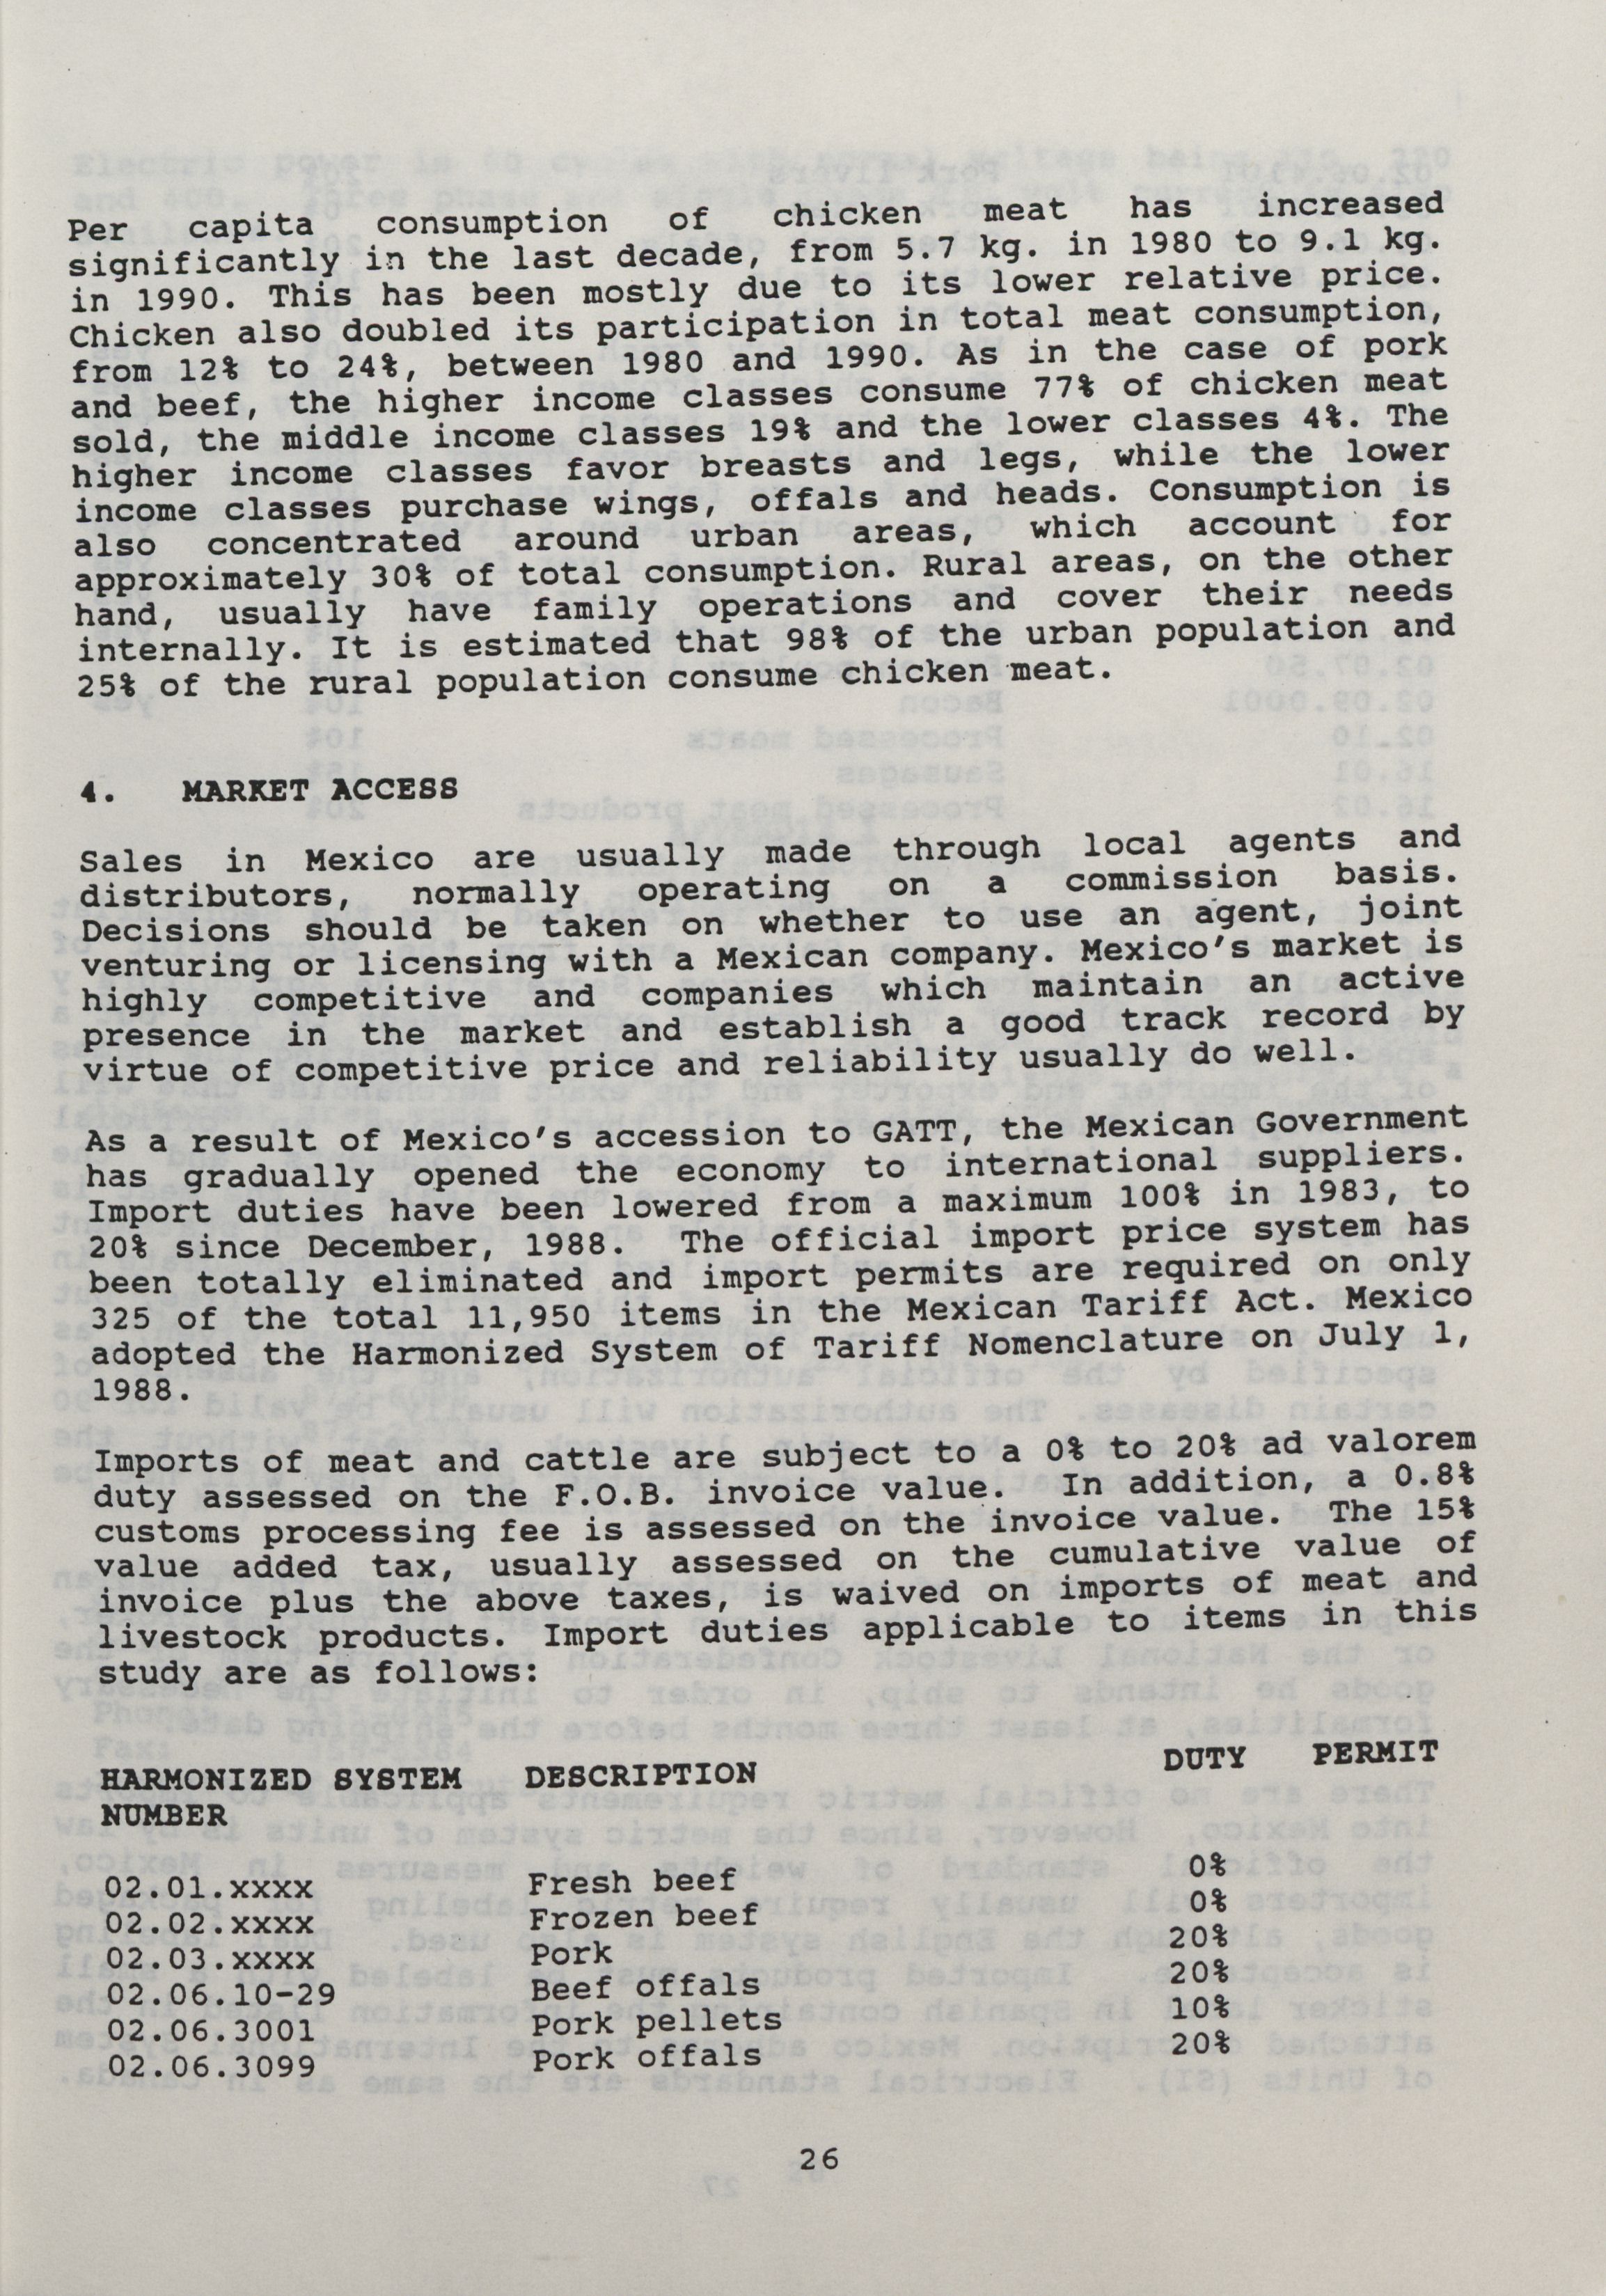 Per capita consumption of chicken meat has increased
significantly in the last decade, from 5.7 kg. in 1980 to 9.1 kg.
in 1990. This has been mostly due to its lower relative price.
Chicken also doubled its participation in total meat consumption,
from 12% to 24%, between 1980 and 1990. As in the case of pork
and beef, the higher income classes consume 77% of chicken meat
sold, the middle income classes 19% and the lower classes 4%. The
higher income classes favor breasts and legs, while the lower
income classes purchase wings, offals and heads. Consumption is
also concentrated around urban areas, which account for
approximately 30% of total consumption. Rural areas, on the other
hand, usually have family operations and cover their needs
internally. It is estimated that 98% of the urban population and
25% of the rural population consume chicken meat.
4. MARKET ACCESS
Sales in Mexico are usually made through local agents and
distributors, normally operating on a commission basis.
Decisions should be taken on whether to use an agent, joint
venturing or licensing with a Mexican company. Mexico's market is
highly competitive and companies which maintain an active
presence in the market and establish a good track record by
virtue of competitive price and reliability usually do well.
As a result of Mexico's accession to GATT, the Mexican Government
has gradually opened the economy to international suppliers.
Import duties have been lowered from a maximum 100% in 1983, to
20% since December, 1988. The official import price system has
been totally eliminated and import permits are required on only
325 of the total 11,950 items in the Mexican Tariff Act. Mexico
adopted the Harmonized System of Tariff Nomenclature on July 1,
1988.
Imports of meat and cattle are subject to a 0% to 20% ad valorem
duty assessed on the F.O.B. invoice value. In addition, a 0.8%
customs processing fee is assessed on the invoice value. The 15%
value added tax, usually assessed on the cumulative value of
invoice plus the above taxes, is waived on imports of meat and
livestock products. Import duties applicable to items in this
study are as follows:
HARMONIZED SYSTEM DESCRIPTION DUTY PERMIT
NUMBER
02.01.xxxx Fresh beef 0%
02.02.xxxx Frozen beef 0%
02.03.xxxx Pork 20%
02.06.10-29 Beef offals 20%
02.06.3001 Pork pellets 10%
02.06.3099 Pork offals 20%
26